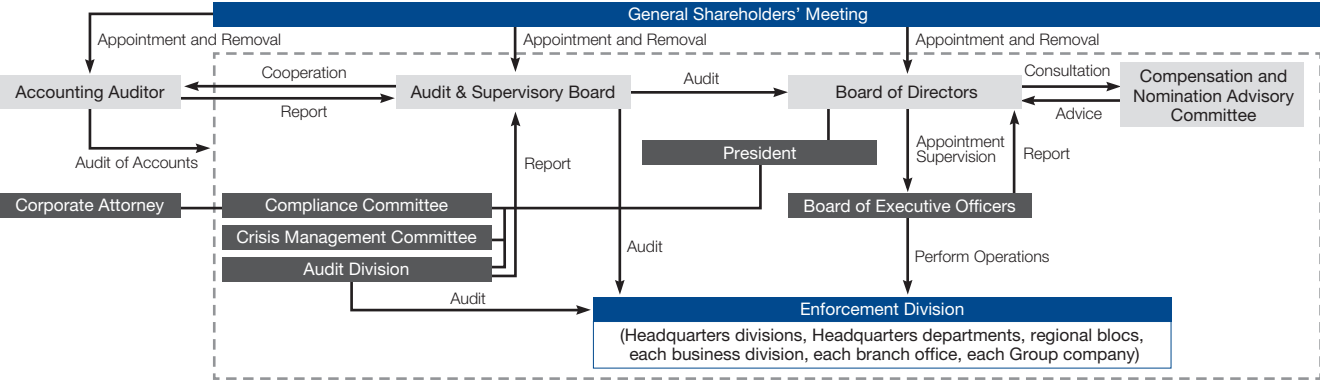 General Shareholders' Meeting
Appointment and Removal
Appointment and Removal
Appointment and Removal
Accounting Auditor
Cooperation
Report
Audit & Supervisory Board
Audit
Board of Directors
Consultation
Advice
Compensation and
Nomination Advisory
Committee
Audit of Accounts
President
Appointment
Supervision
Report
Report
Corporate Attorney
Compliance Committee
Board of Executive Officers
Crisis Management Committee
Audit
Perform Operations
Audit Division
Audit
Enforcement Division
(Headquarters divisions, Headquarters departments, regional blocs,
each business division, each branch office, each Group company)